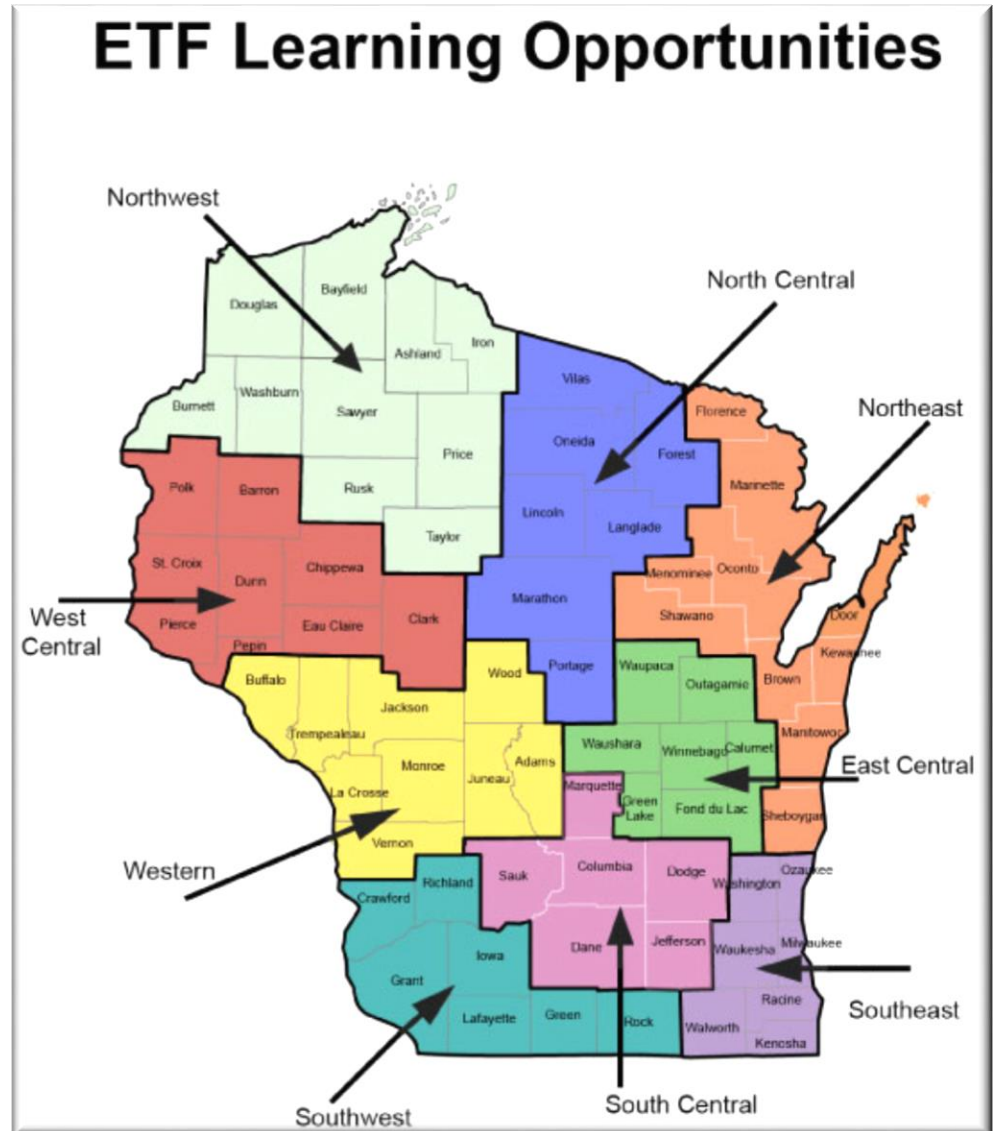 ETF Learning Opportunities
Northwest
North Central
Northeast
West
Central
East Central
Western
Southeast
Southwest
South Central
Douglas
Bayfield
Ashland
Iron
Burnett
Washburn
Sawyer
Price
Rusk
Taylor
Vilas
Oneida
Forest
Lincoln
Langlade
Marathon
Portage
Florence
Marinette
Menominee
Oconto
Shawano
Door
Kewaunee
Brown
Manitowoc
Sheboygan
Polk
Barron
St. Croix
Dunn
Chippewa
Pierce
Pepin
Eau Claire
Clark
Buffalo
Trempealeau
Jackson
Wood
La Crosse
Monroe
Juneau
Adams
Vernon
Waupaca
Outagamie
Waushara
Winnebago
Calumet
Green
Lake
Fond du Lac
Marquette
Sauk
Columbia
Dodge
Dane
Jefferson
Crawford
Richland
Grant
Iowa
Lafayette
Green
Rock
Washington
Ozaukee
Waukesha
Milwaukee
Walworth
Racine
Kenosha